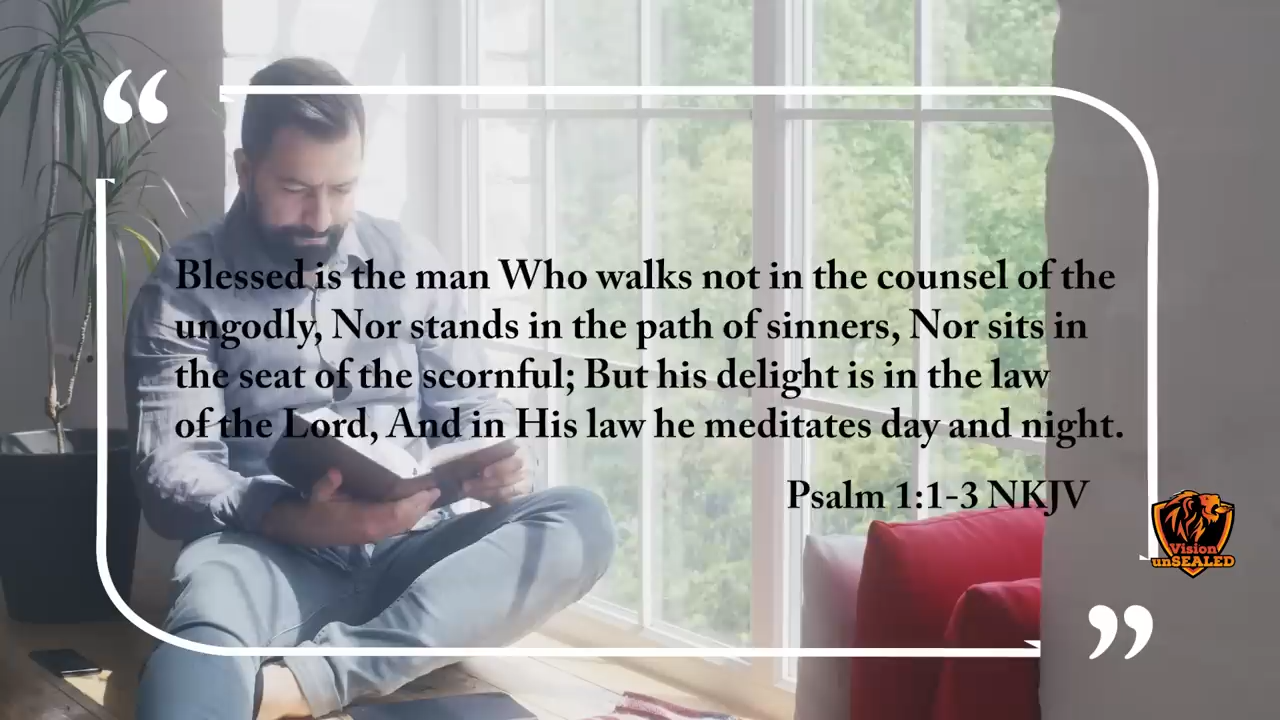 “
Blessed is the man Who walks not in the counsel of the
ungodly, Nor stands in the path of sinners, Nor sits in
the seat of the scornful; But his delight is in the law
of the Lord, And in His law he meditates day and night.
Psalm 1:1-3 NKJV
Vision
unSEALED
”